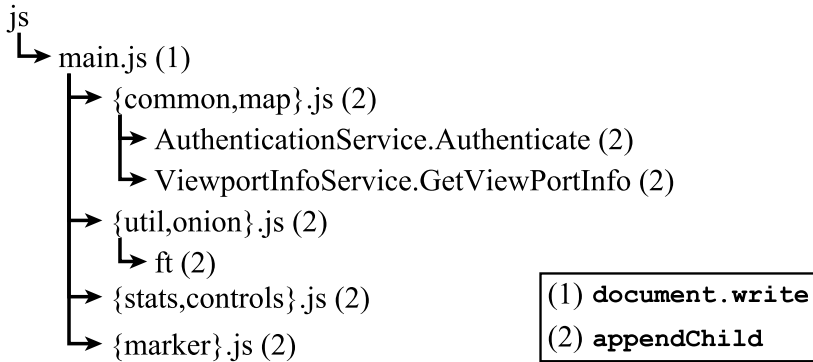 js
main.js (1)
{common,map}.js (2)
AuthenticationService.Authenticate (2)
ViewportInfoService.GetViewPortInfo (2)
{util,onion}.js (2)
ft (2)
{stats,controls}.js (2)
{marker}.js (2)
(1) document.write
(2) appendChild